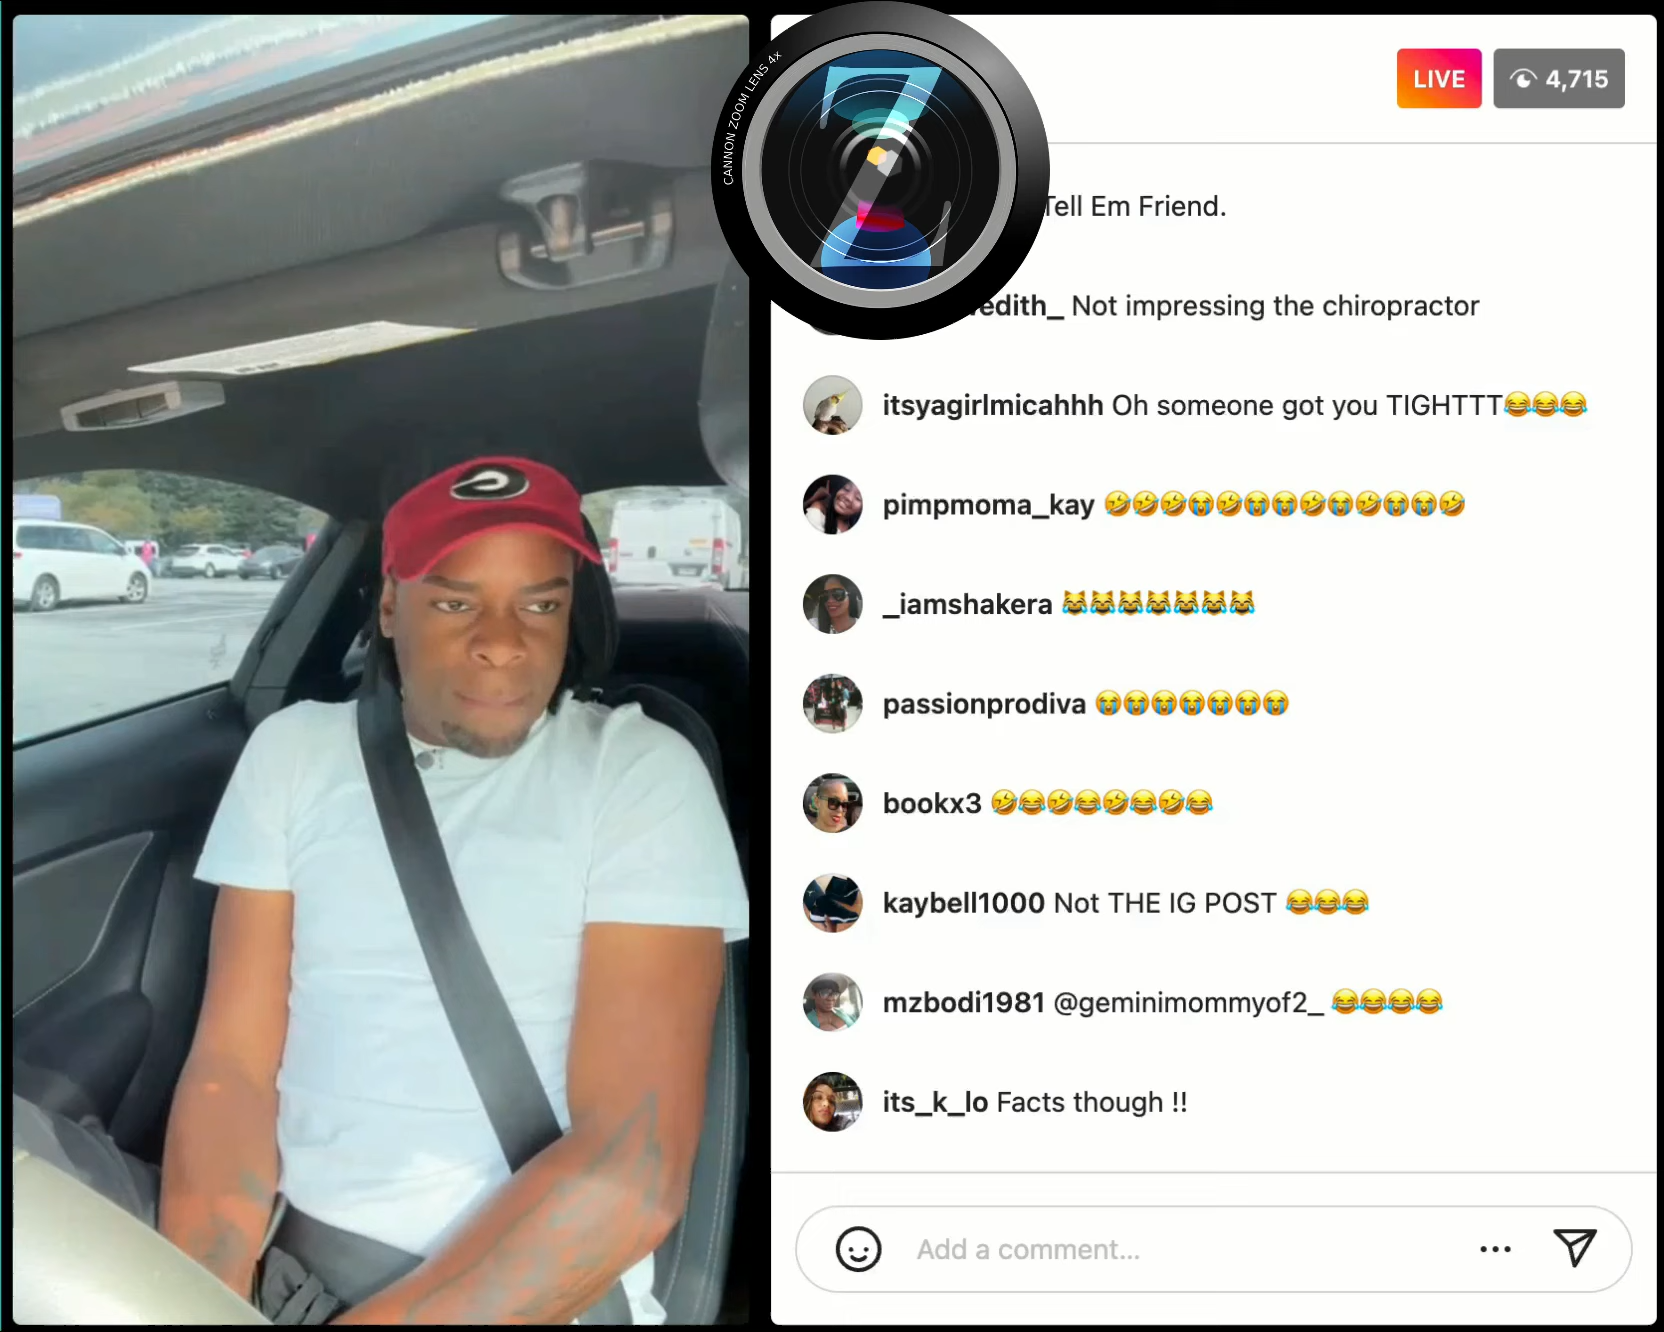 CANNON ZOOM LENS 4x
Z
LIVE
4,715
Tell Em Friend.
edith_ Not impressing the chiropractor
itsyagirlmicahhh Oh someone got you TIGHTTT😂😂😂
pimpmoma_kay 🤣🤣🤣😭🤣😭😭🤣😭🤣😭😭🤣
_iamshakera 😹😹😹😹😹😹😹
passionprodiva 😭😭😭😭😭😭😭
bookx3 🤣😂🤣😂🤣😂🤣😂
kaybell1000 Not THE IG POST 😂😂😂
mzbodi1981 @geminimommyof2_ 😂😂😂😂
its_k_lo Facts though !!
Add a comment...